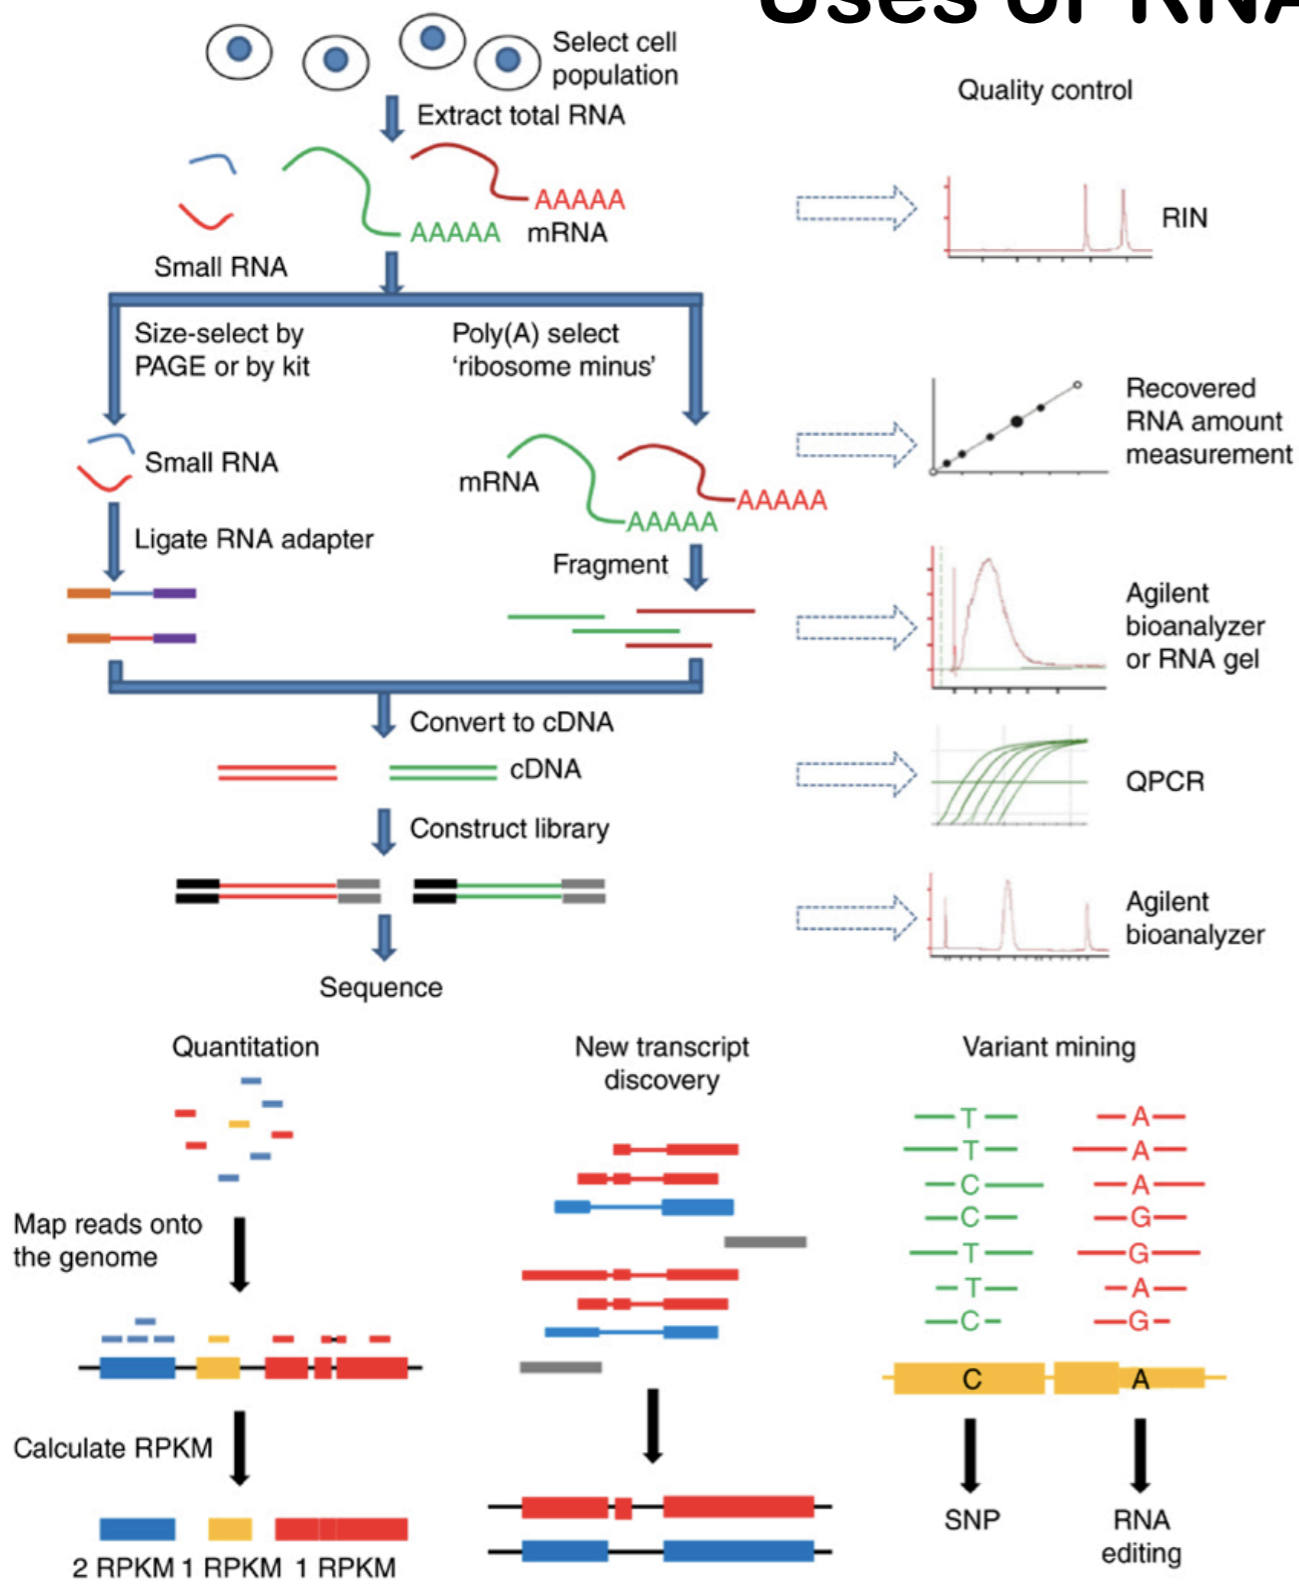 Uses of RNA
Select cell
population
Extract total RNA
AAAAA
AAAAA
mRNA
Small RNA
Size-select by
PAGE or by kit
Poly(A) select
‘ribosome minus’
Small RNA
mRNA
AAAAA
AAAAA
Ligate RNA adapter
Fragment
Convert to cDNA
cDNA
Construct library
Sequence
Quality control
RIN
Recovered
RNA amount
measurement
Agilent
bioanalyzer
or RNA gel
QPCR
Agilent
bioanalyzer
Quantitation
Map reads onto
the genome
Calculate RPKM
2 RPKM 1 RPKM 1 RPKM
New transcript
discovery
Variant mining
T A
T A
C A
C G
T G
T A
C G
C A
SNP
RNA
editing